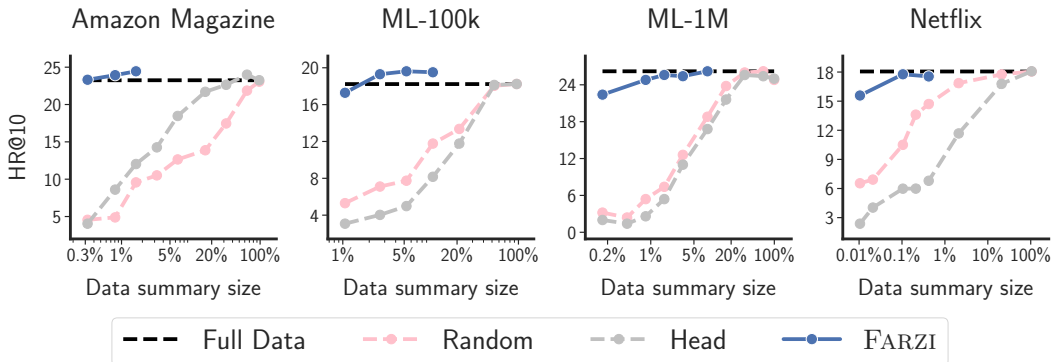 Amazon Magazine ML-100k ML-1M Netflix
HR@10
25
20
15
10
5
0.3% 1% 5% 20% 100%
Data summary size
20
16
12
8
4
1% 5% 20% 100%
Data summary size
24
18
12
6
0
0.2% 1% 5% 20% 100%
Data summary size
18
15
12
9
6
3
0.01% 0.1% 1% 10% 100%
Data summary size
Full Data Random Head FARZI